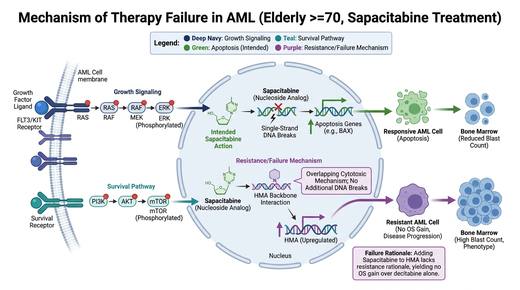 Mechanism of Therapy Failure in AML (Elderly >=70, Sapacitabine Treatment)
Legend:
Deep Navy: Growth Signaling
Teal: Survival Pathway
Green: Apoptosis (Intended)
Purple: Resistance/Failure Mechanism
AML Cell
membrane
Growth
Factor
Ligand
FLT3/KIT
Receptor
Growth Signaling
RAS
RAS
RAF
RAF
MEK
ERK
ERK
(Phosphorylated)
Intended
Sapacitabine
Action
Sapacitabine
(Nucleoside Analog)
Single-Strand
DNA Breaks
Apoptosis Genes
(e.g., BAX)
Responsive AML Cell
(Apoptosis)
Bone Marrow
(Reduced Blast
Count)
Resistance/Failure Mechanism
Survival Pathway
Survival
Receptor
PI3K
AKT
mTOR
mTOR
(Phosphorylated)
Sapacitabine
(Nucleoside Analog)
HMA Backbone
Interaction
Overlapping Cytotoxic
Mechanism; No
Additional DNA Breaks
HMA (Upregulated)
Nucleus
Resistant AML Cell
(No OS Gain,
Disease Progression)
Bone Marrow
(High Blast Count,
Phenotype)
Failure Rationale: Adding
Sapacitabine to HMA lacks
resistance rationale, yielding no
OS gain over decitabine alone.